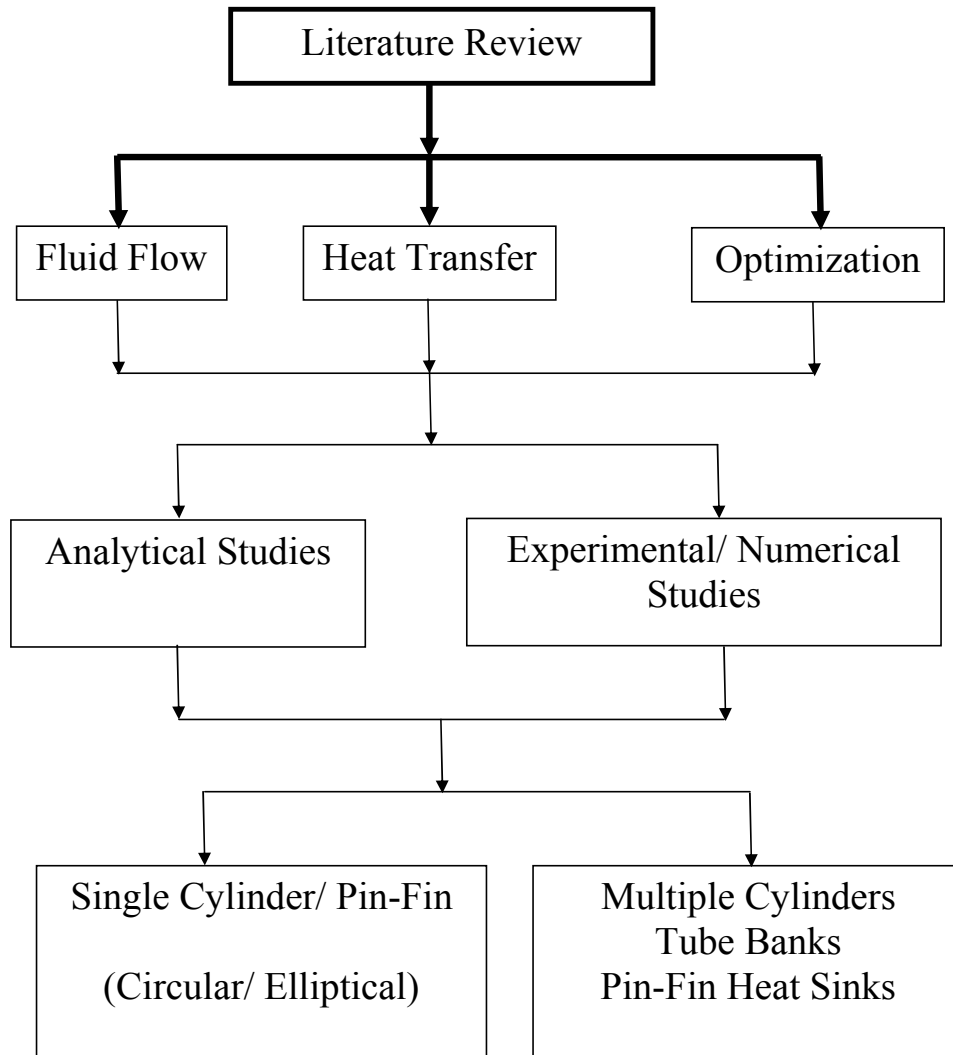 Literature Review
Fluid Flow
Heat Transfer
Optimization
Analytical Studies
Experimental/ Numerical
Studies
Single Cylinder/ Pin-Fin
(Circular/ Elliptical)
Multiple Cylinders
Tube Banks
Pin-Fin Heat Sinks